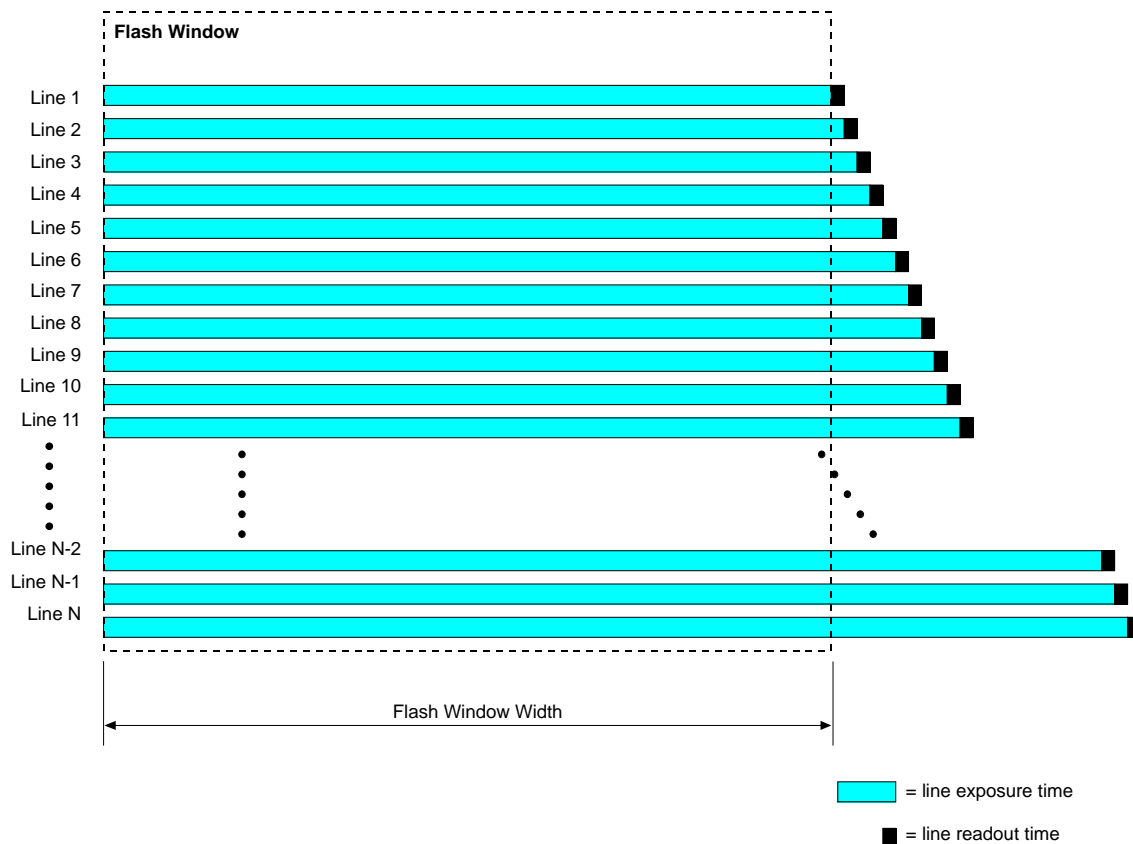 Flash Window
Line 1
Line 2
Line 3
Line 4
Line 5
Line 6
Line 7
Line 8
Line 9
Line 10
Line 11
Line N-2
Line N-1
Line N
Flash Window Width
= line exposure time
= line readout time